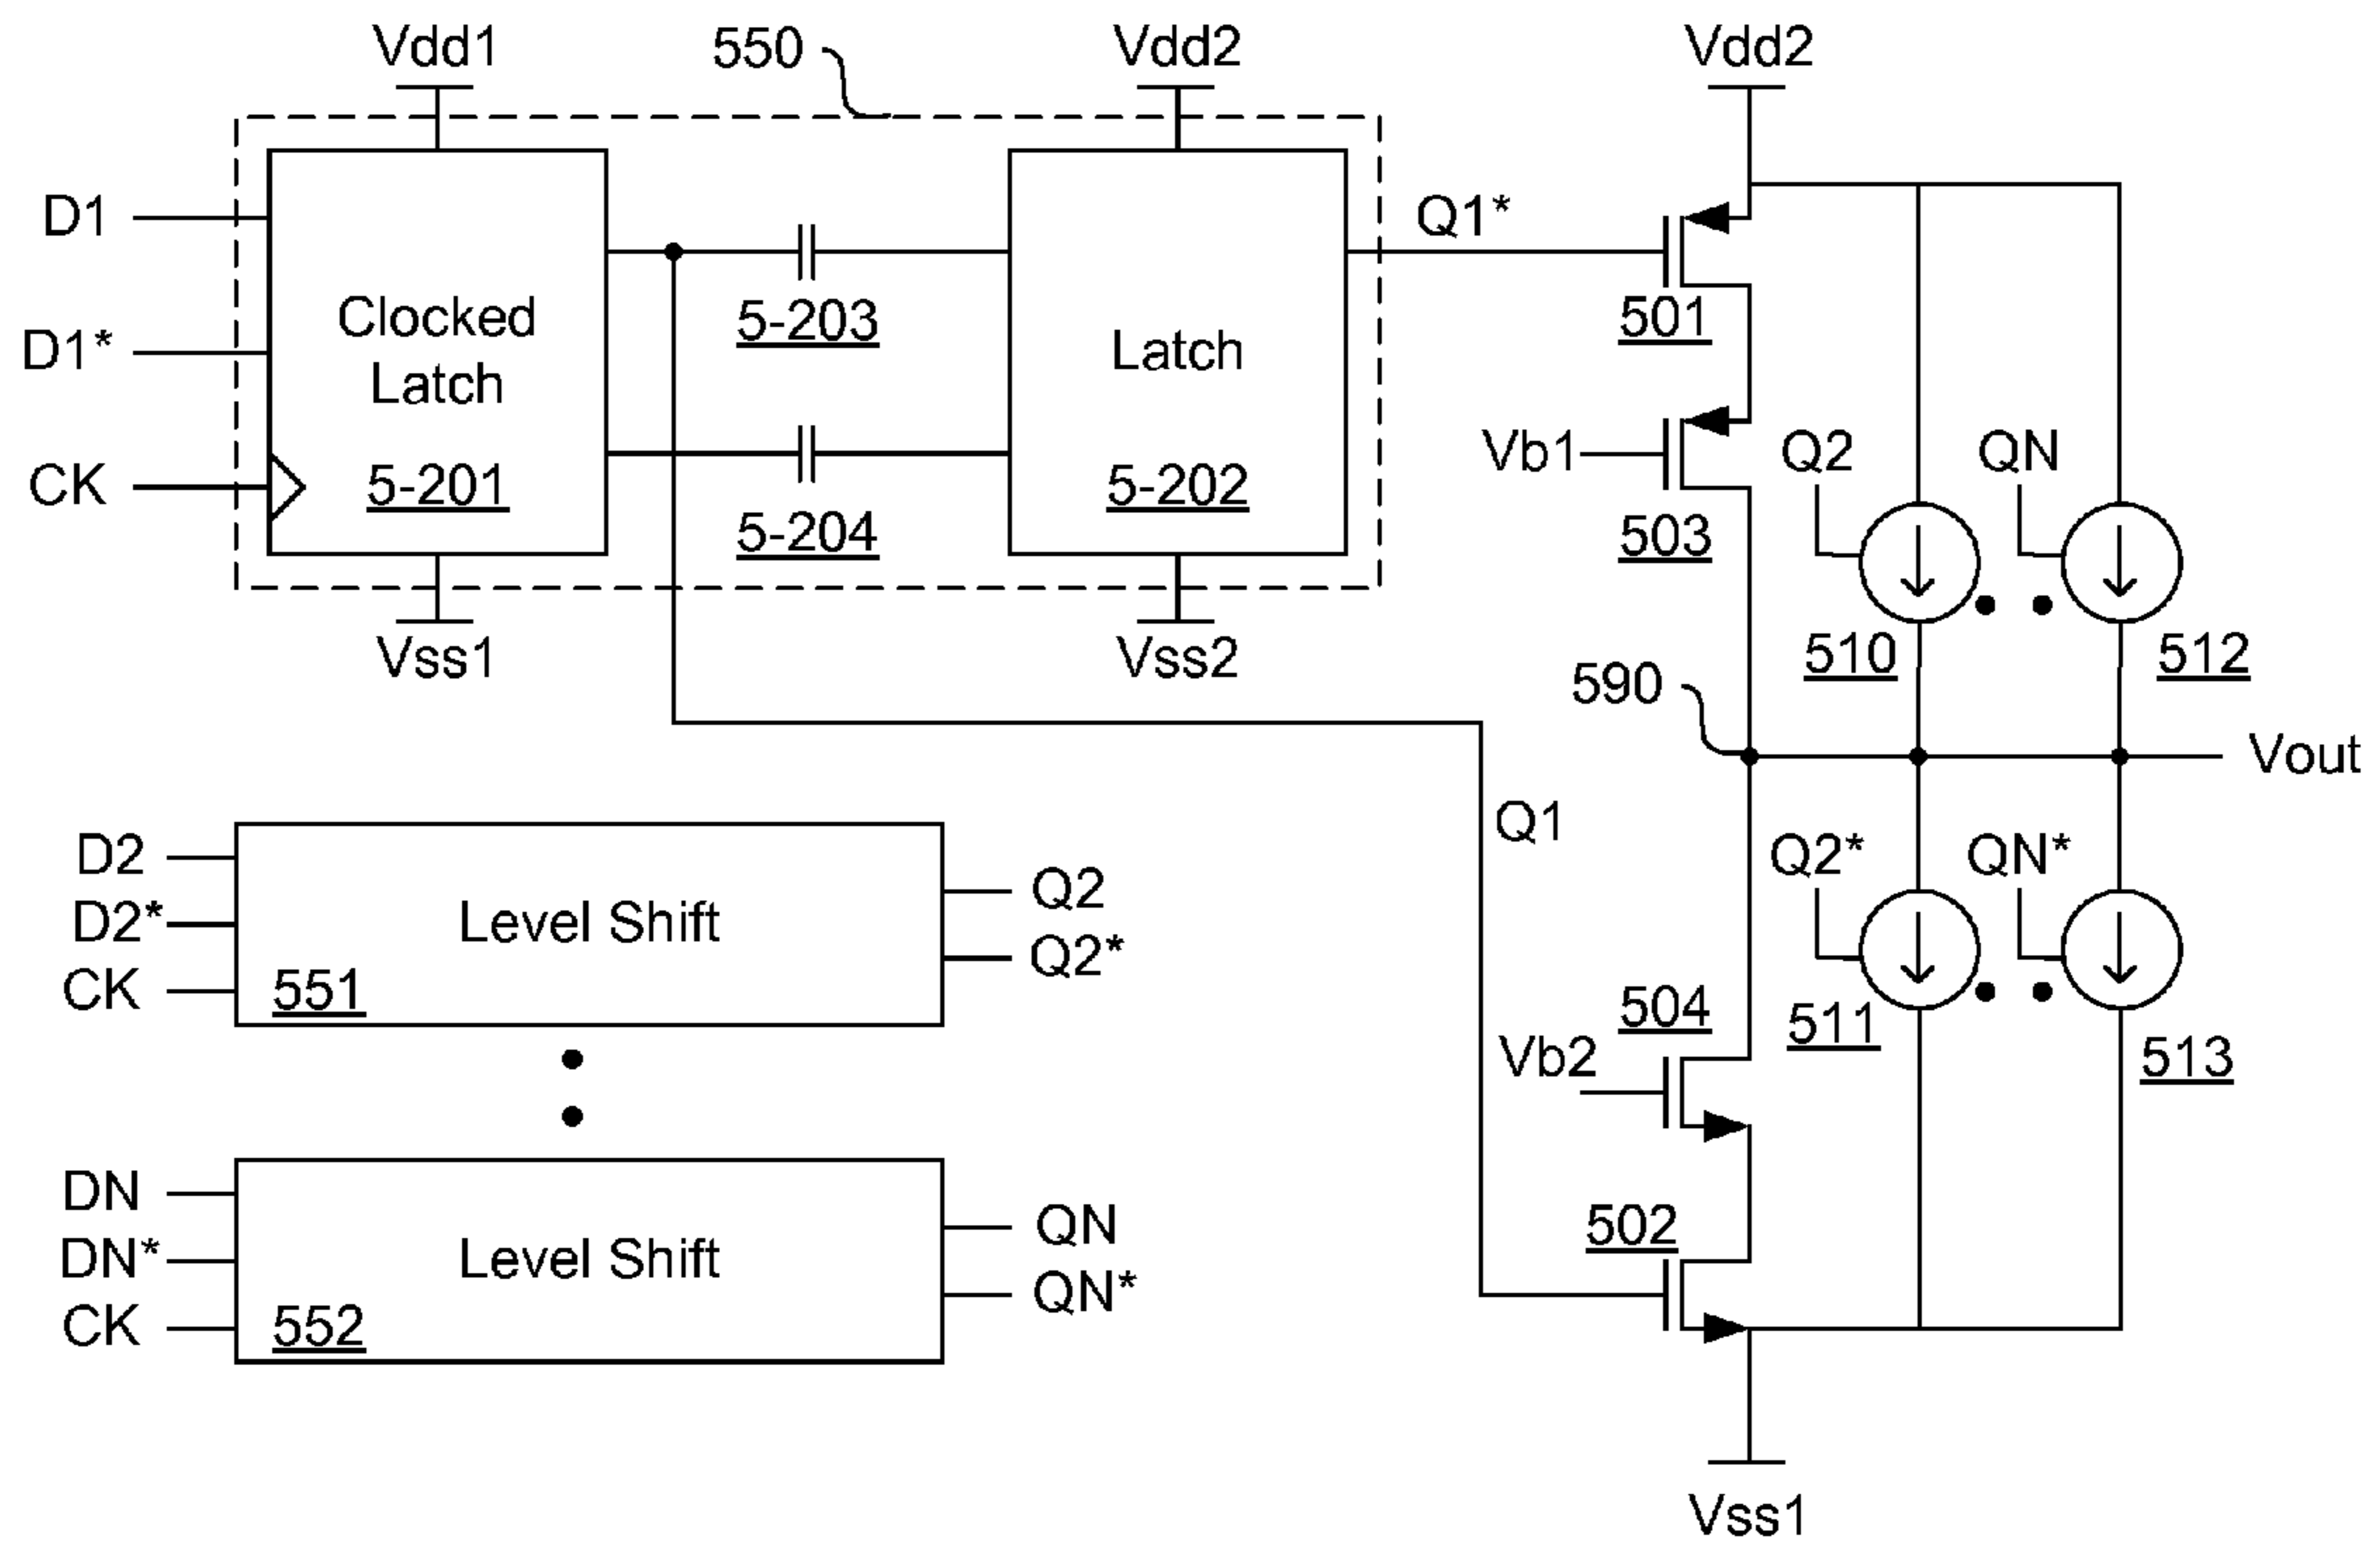 Vdd1
550
Vdd2
Vdd2
D1
Q1*
Clocked
Latch
5-203
Latch
501
D1*
Vb1
Q2
QN
CK
5-201
5-204
5-202
503
Vss1
Vss2
590
510
512
Vout
Q1
D2
D2*
CK
Level Shift
551
Q2
Q2*
Q2*
QN*
504
511
Vb2
513
DN
DN*
CK
Level Shift
552
QN
QN*
502
Vss1